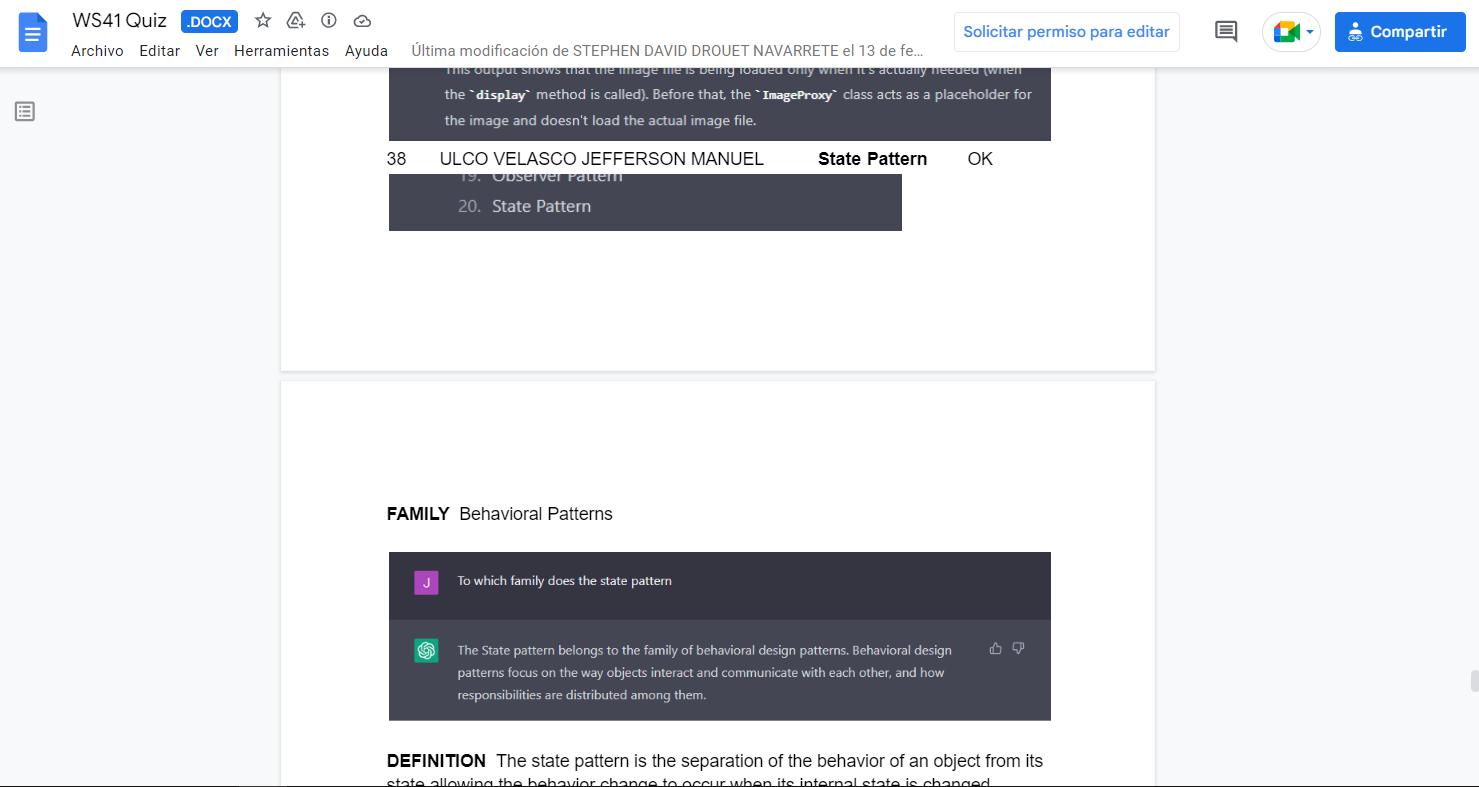 WS41 Quiz .DOCX
Archivo Editar Ver Herramientas Ayuda Última modificación de STEPHEN DAVID DROUET NAVARRETE el 13 de fe...
Solicitar permiso para editar
Compartir
This output shows that the image file is being loaded only when it's actually needed (when
the `display` method is called). Before that, the `ImageProxy` class acts as a placeholder for
the image and doesn't load the actual image file.
38 ULCO VELASCO JEFFERSON MANUEL State Pattern OK
19. Observer Pattern
20. State Pattern
FAMILY Behavioral Patterns
J To which family does the state pattern
The State pattern belongs to the family of behavioral design patterns. Behavioral design
patterns focus on the way objects interact and communicate with each other, and how
responsibilities are distributed among them.
DEFINITION The state pattern is the separation of the behavior of an object from its
state allowing the behavior change to occur when its internal state is changed